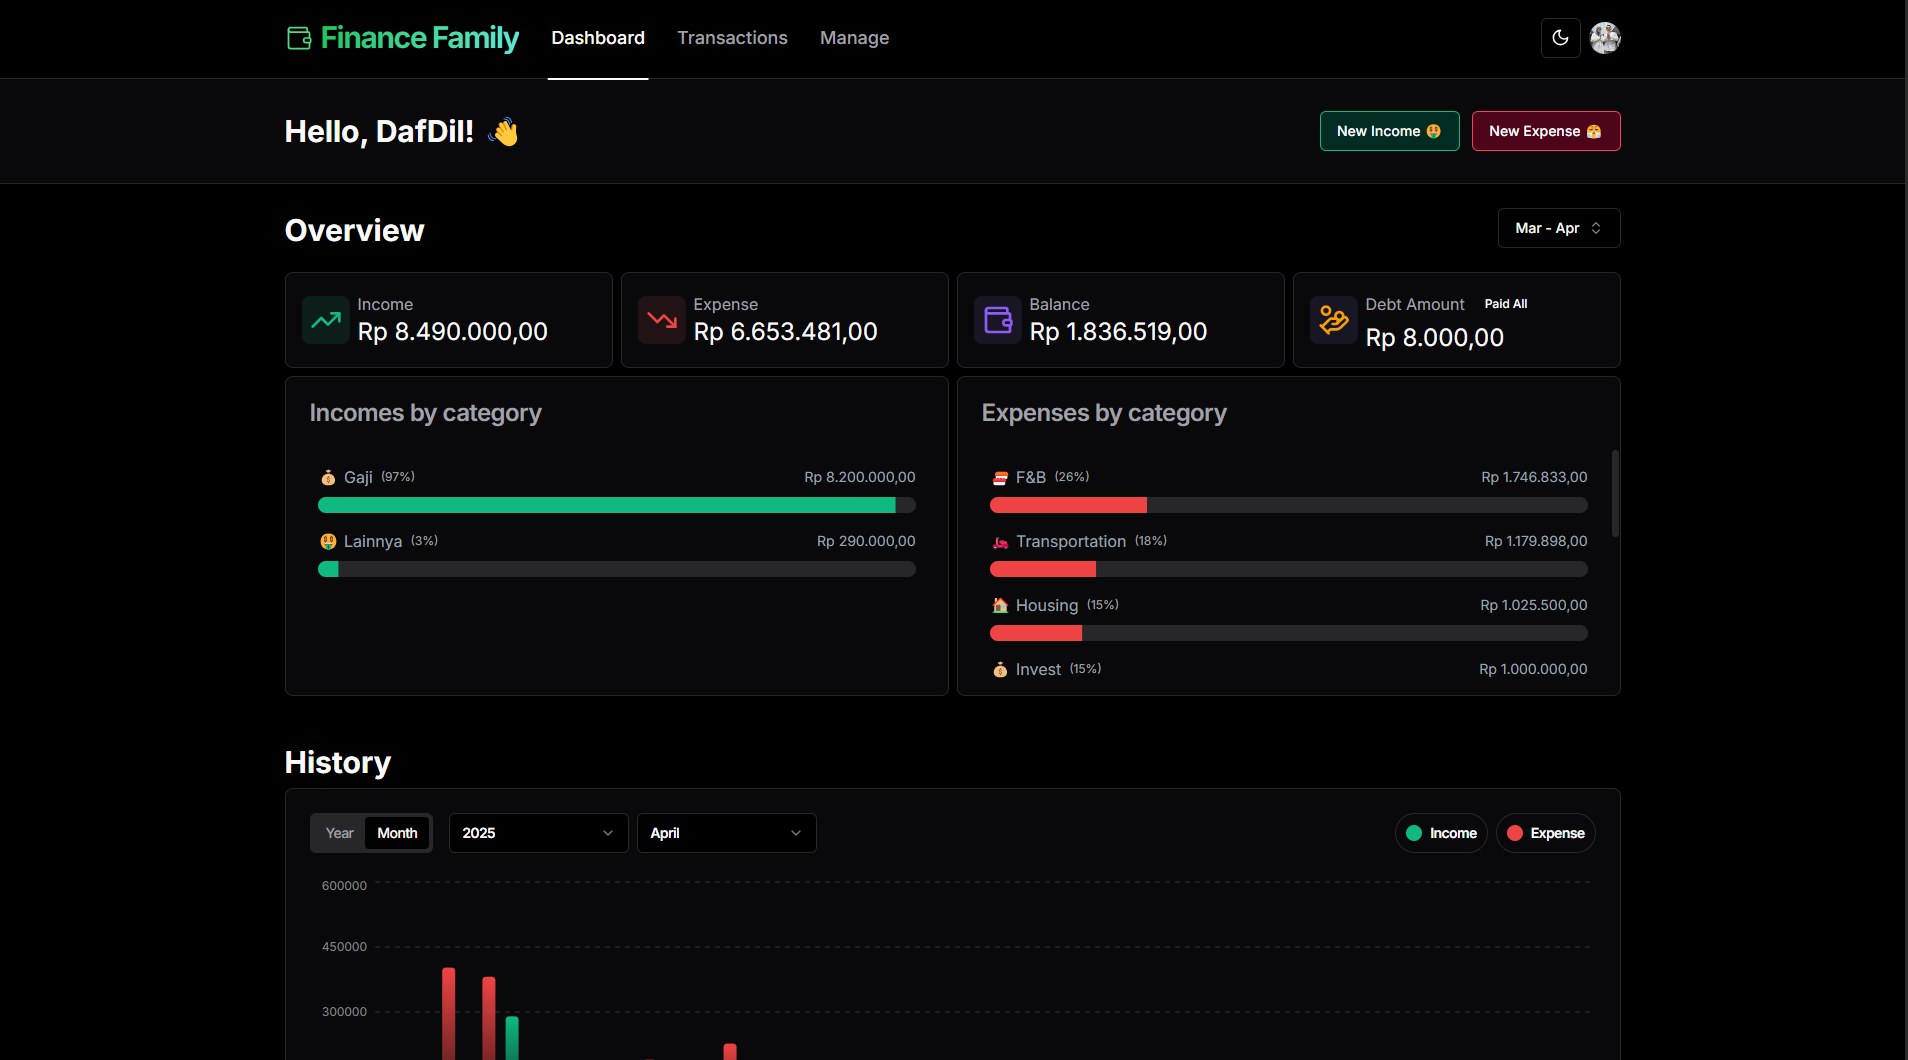 Finance Family
Dashboard
Transactions
Manage
Hello, DafDil! 👋
New Income 🤑
New Expense 😤
Overview
Mar - Apr
Income
Rp 8.490.000,00
Expense
Rp 6.653.481,00
Balance
Rp 1.836.519,00
Debt Amount
Paid All
Rp 8.000,00
Incomes by category
💰 Gaji (97%)
Rp 8.200.000,00
🤑 Lainnya (3%)
Rp 290.000,00
Expenses by category
🍣 F&B (26%)
Rp 1.746.833,00
🛵 Transportation (18%)
Rp 1.179.898,00
🏠 Housing (15%)
Rp 1.025.500,00
💰 Invest (15%)
Rp 1.000.000,00
History
Year
Month
2025
April
Income
Expense
600000
450000
300000